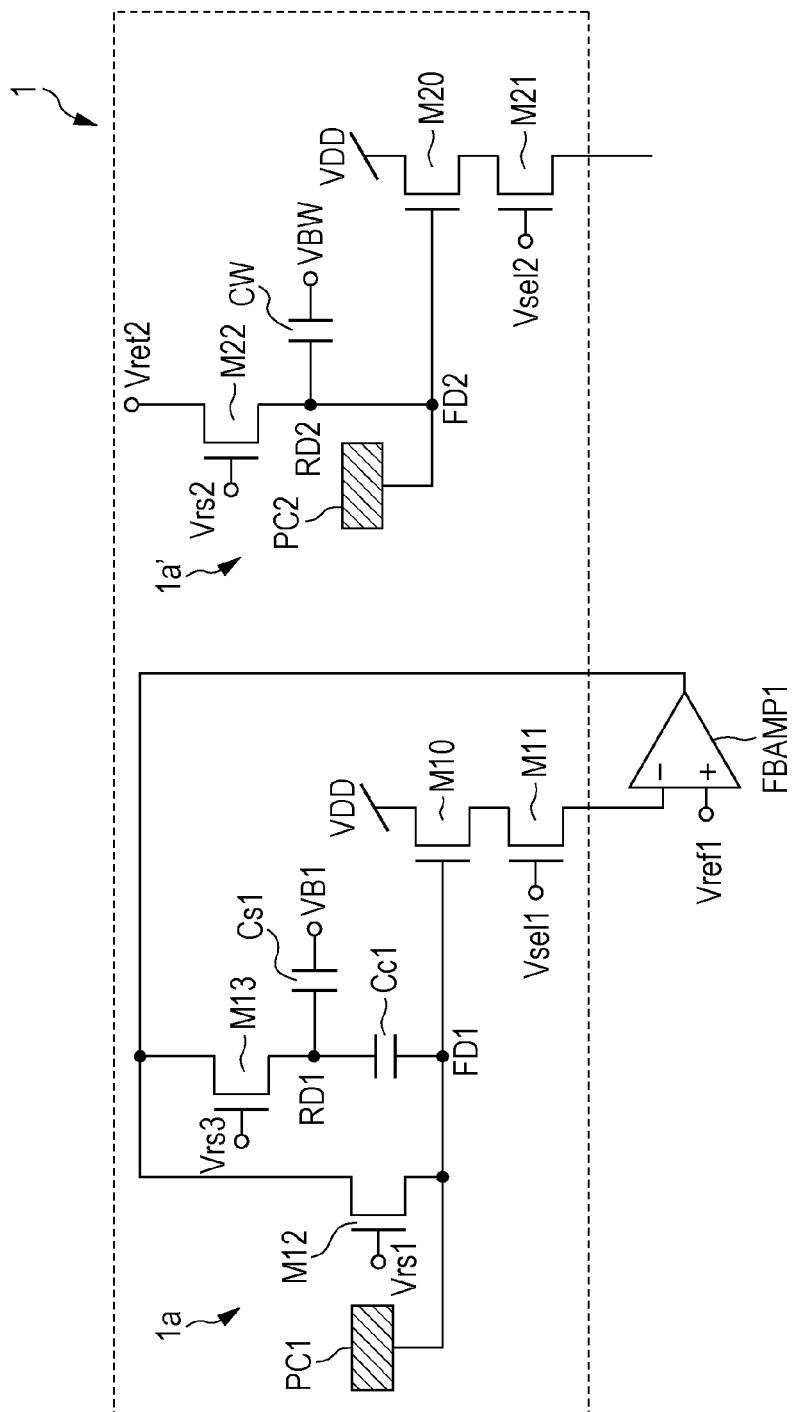 1
1a
PC1
M12
Vrs1
Vrs3
M13
RD1
Cs1
VB1
Cc1
FD1
VDD
M10
M11
Vsel1
Vref1
-
+
FBAMP1
1a'
PC2
Vrs2
M22
Vret2
RD2
CW
VBW
FD2
VDD
M20
M21
Vsel2